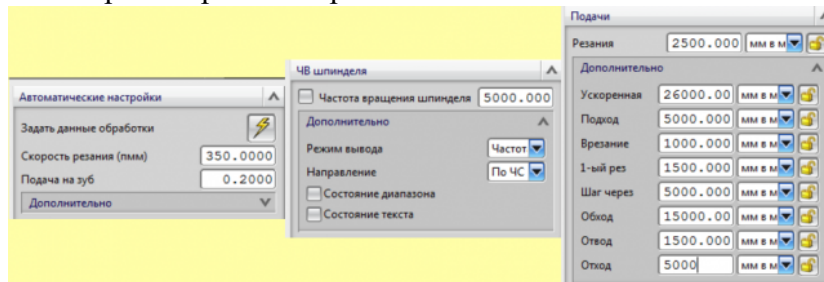 Автоматические настройки
Задать данные обработки
Скорость резания (пмм) 350.0000
Подача на зуб 0.2000
Дополнительно
ЧВ шпинделя
Частота вращения шпинделя 5000.000
Дополнительно
Режим вывода Частот
Направление По ЧС
Состояние диапазона
Состояние текста
Подачи
Резания 2500.000 мм в м
Дополнительно
Ускоренная 26000.00 мм в м
Подход 5000.000 мм в м
Врезание 1000.000 мм в м
1-ый рез 1500.000 мм в м
Шаг через 5000.000 мм в м
Обход 15000.00 мм в м
Отвод 1500.000 мм в м
Отход 5000 мм в м